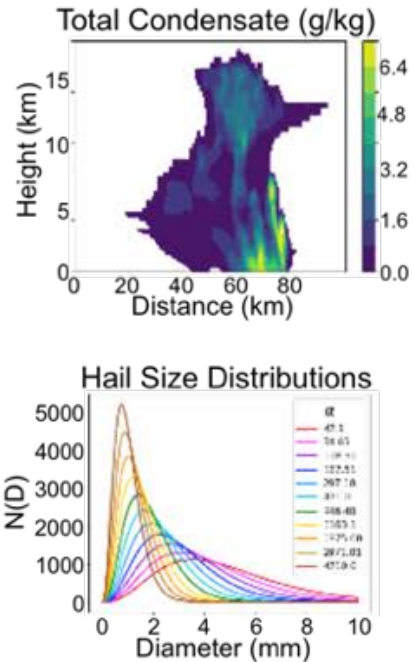 Total Condensate (g/kg)
15
10
5
0
Height (km)
0 20 40 60 80
Distance (km)
6.4
4.8
3.2
1.6
0.0
Hail Size Distributions
5000
4000
3000
2000
1000
0
N(D)
α
0 2 4 6 8 10
Diameter (mm)